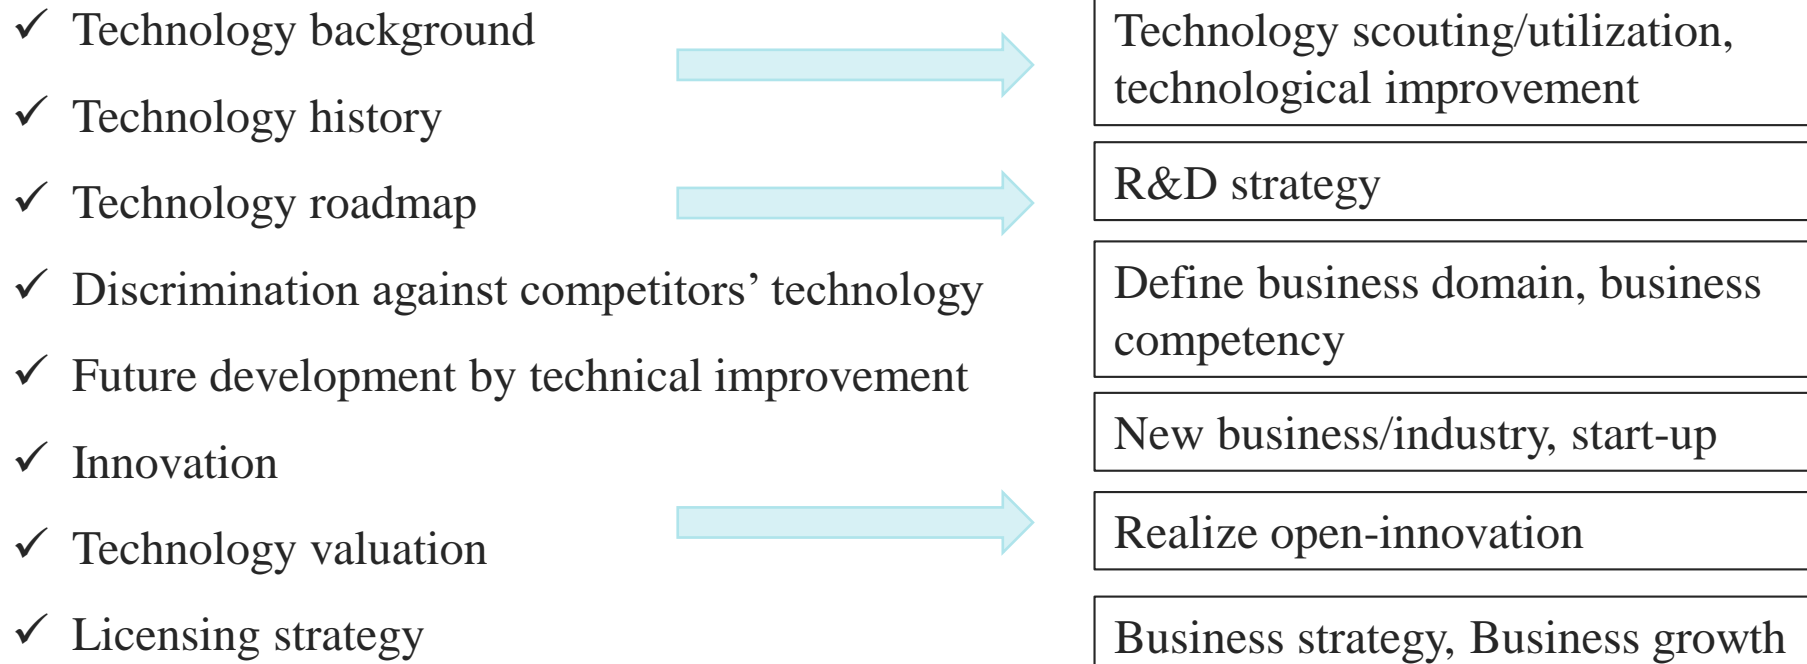 ✓ Technology background
✓ Technology history
✓ Technology roadmap
✓ Discrimination against competitors’ technology
✓ Future development by technical improvement
✓ Innovation
✓ Technology valuation
✓ Licensing strategy
Technology scouting/utilization,
technological improvement
R&D strategy
Define business domain, business
competency
New business/industry, start-up
Realize open-innovation
Business strategy, Business growth